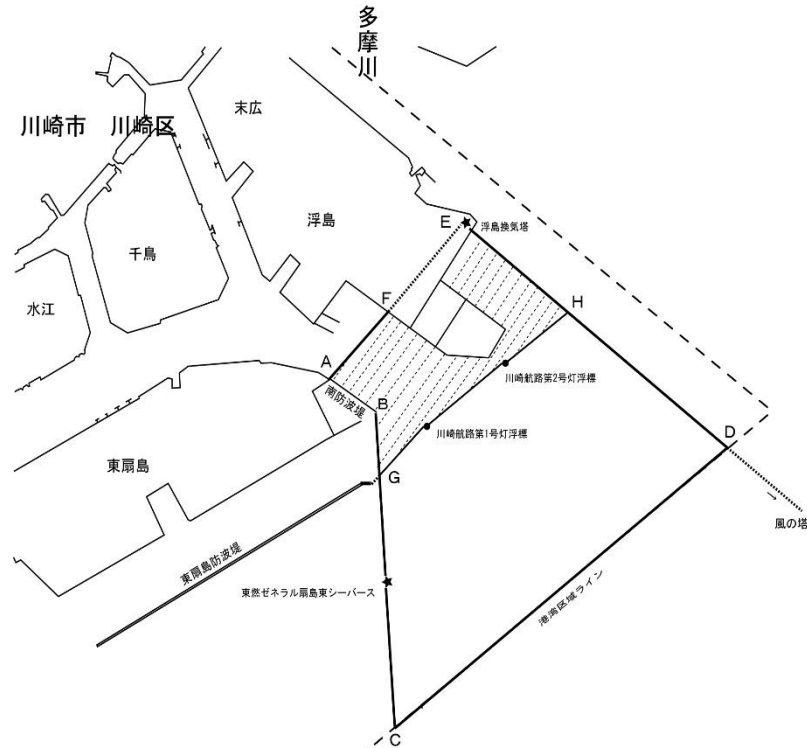 多摩川
川崎市 川崎区
末広
浮島
千鳥
水江
E
浮島換気塔
H
F
A
南防波堤
B
川崎航路第2号灯浮標
川崎航路第1号灯浮標
D
東扇島
G
風の塔
東扇島防波堤
東燃ゼネラル扇島東シーバース
港湾区域ライン
C